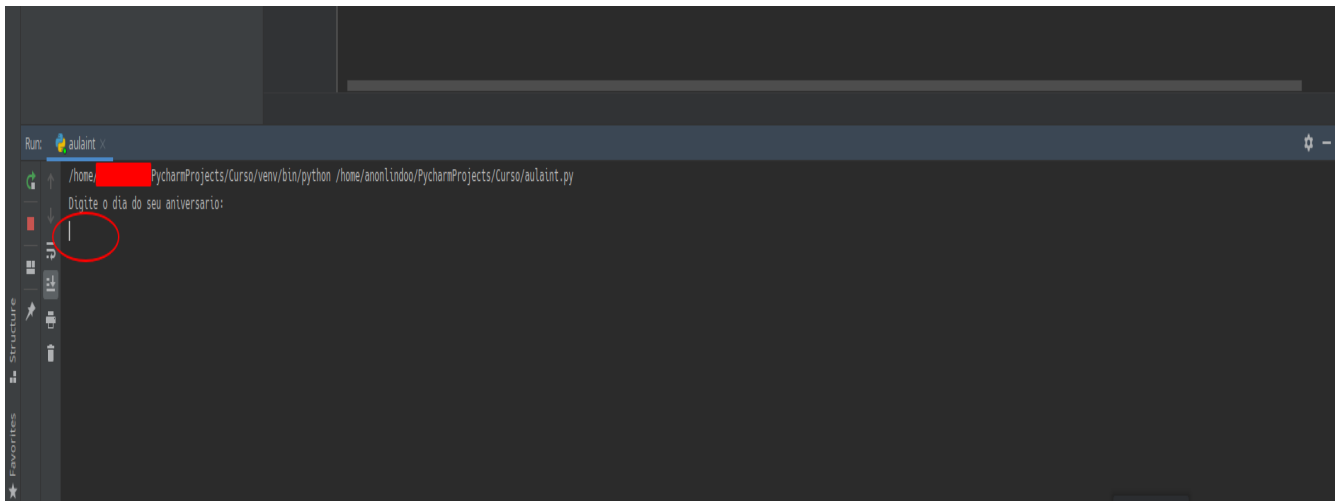 Run: aulaint
/home/ PycharmProjects/Curso/venv/bin/python /home/anonlindoo/PycharmProjects/Curso/aulaint.py
Digite o dia do seu aniversario:
Structure
Favorites